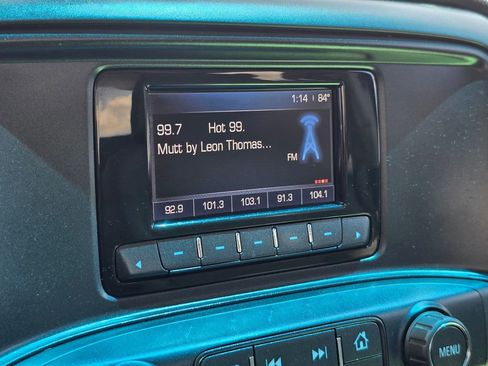 1:14 84°
99.7 Hot 99.
Mutt by Leon Thomas...
FM
92.9 101.3 103.1 91.3 104.1
MENU